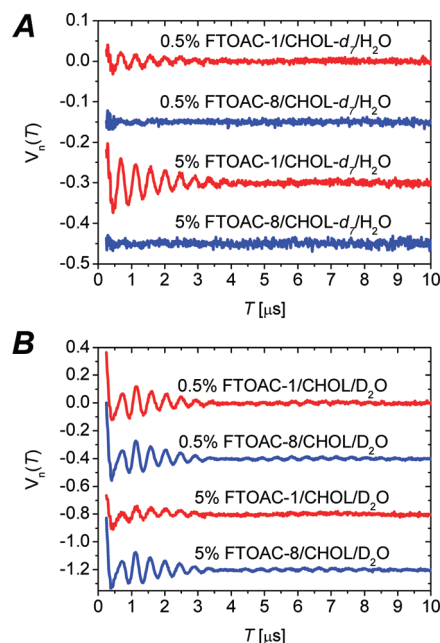 A
0.1
0.0
-0.1
-0.2
-0.3
-0.4
-0.5
Vn(T)
0.5% FTOAC-1/CHOL-d7/H2O
0.5% FTOAC-8/CHOL-d7/H2O
5% FTOAC-1/CHOL-d7/H2O
5% FTOAC-8/CHOL-d7/H2O
0 1 2 3 4 5 6 7 8 9 10
T [μs]
B
0.4
0.2
0.0
-0.2
-0.4
-0.6
-0.8
-1.0
-1.2
Vn(T)
0.5% FTOAC-1/CHOL/D2O
0.5% FTOAC-8/CHOL/D2O
5% FTOAC-1/CHOL/D2O
5% FTOAC-8/CHOL/D2O
0 1 2 3 4 5 6 7 8 9 10
T [μs]